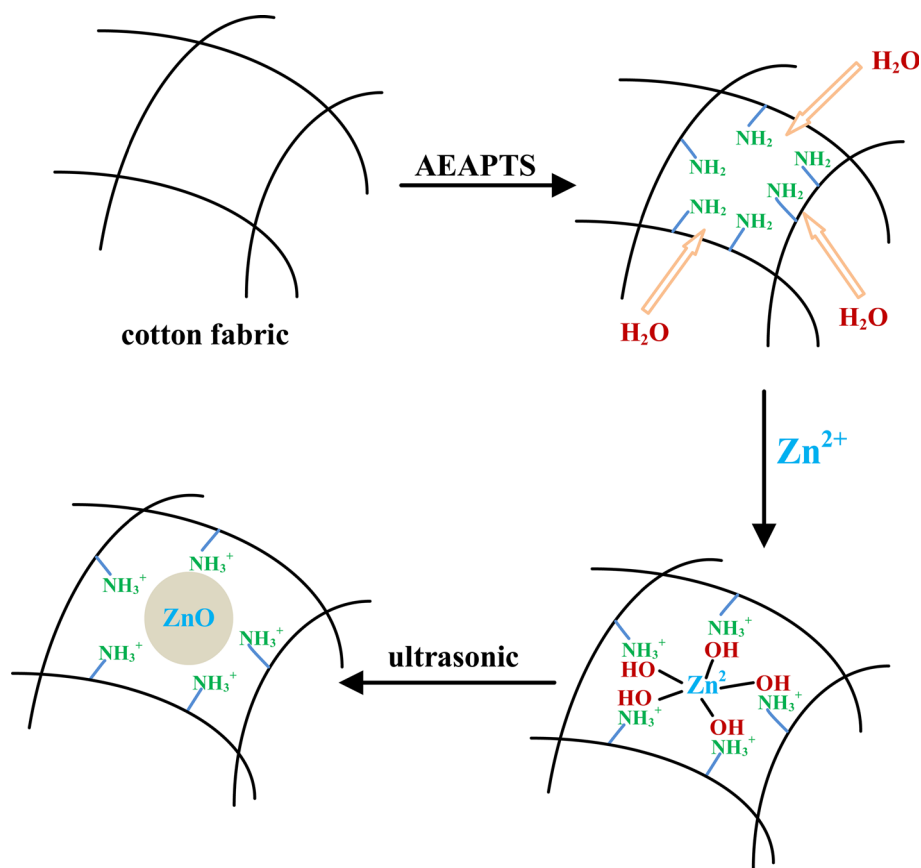 cotton fabric
AEAPTS
H₂O
NH₂
NH₂
NH₂
NH₂
NH₂
NH₂
H₂O
H₂O
Zn²⁺
NH₃⁺
NH₃⁺
OH
HO
Zn²
OH
HO
NH₃⁺
NH₃⁺
OH
NH₃⁺
ultrasonic
NH₃⁺
NH₃⁺
ZnO
NH₃⁺
NH₃⁺
NH₃⁺